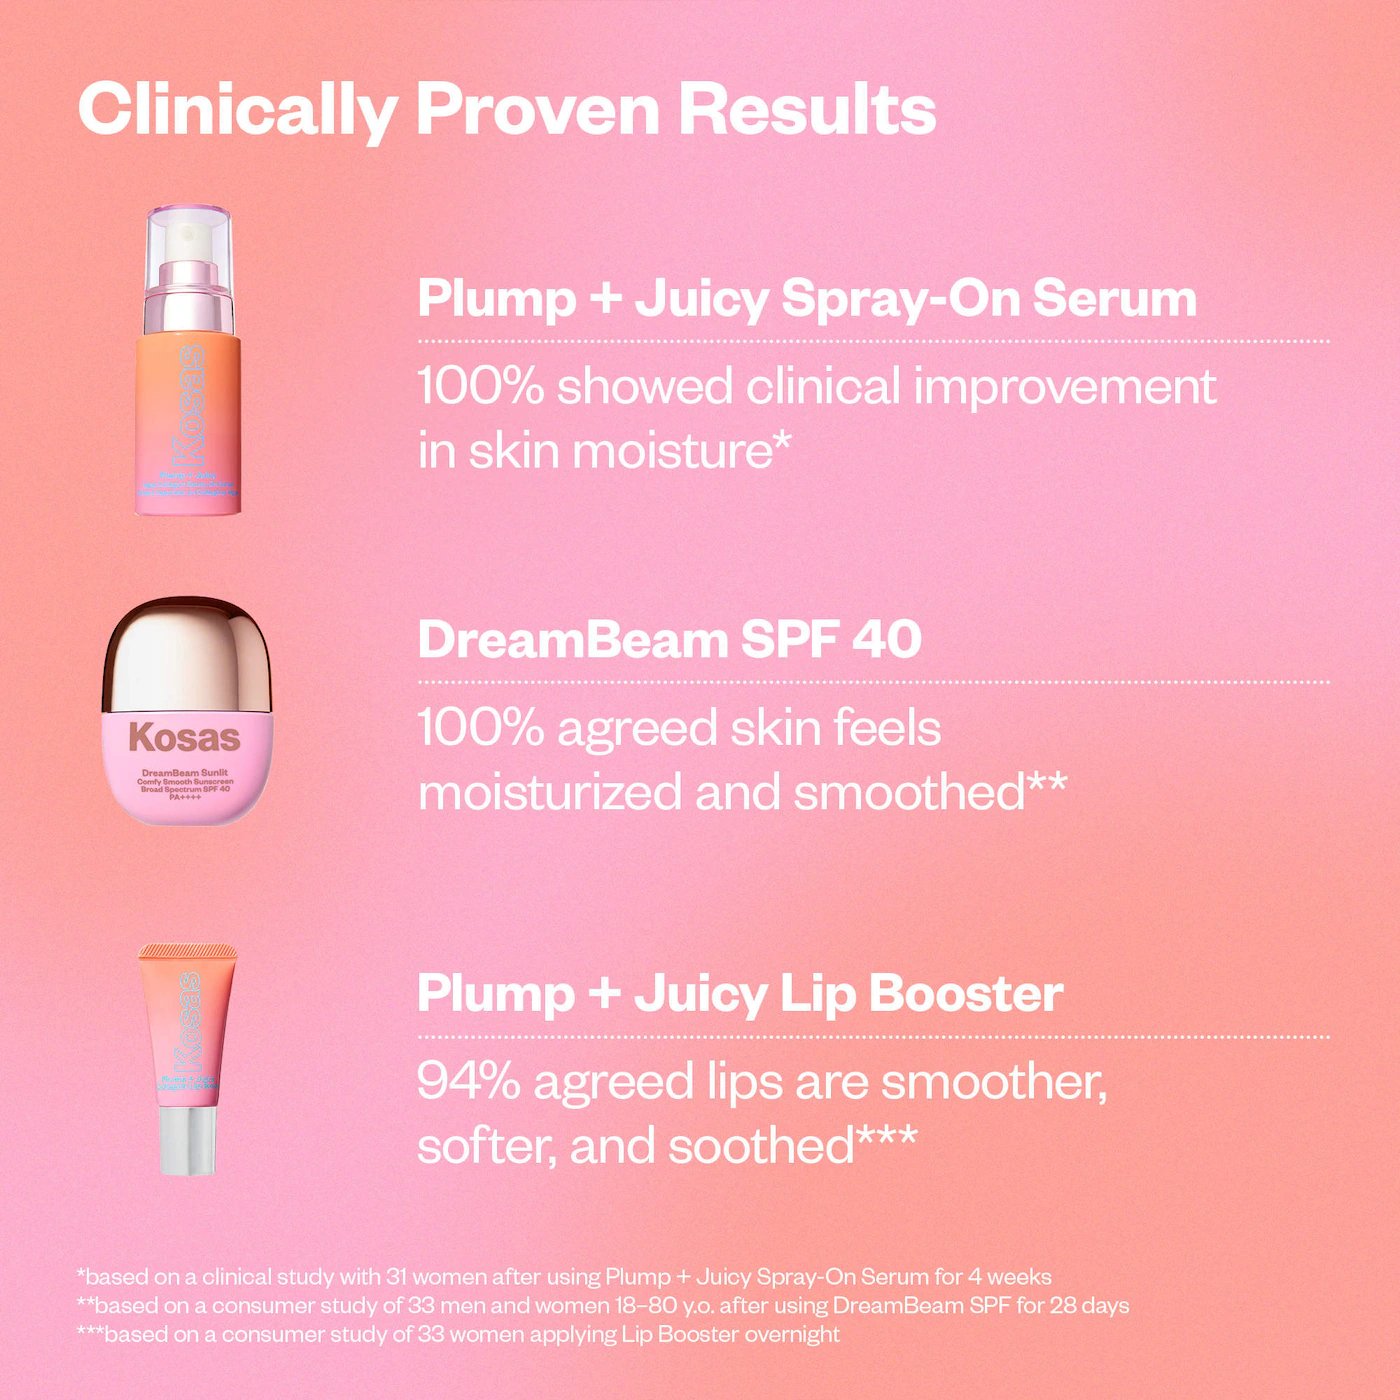 Clinically Proven Results
Kosas
Plump + Juicy
Plump + Juicy Spray-On Serum
100% showed clinical improvement
in skin moisture*
Kosas
DreamBeam Sunlit
Comfy Smooth Sunscreen
Broad Spectrum SPF 40
PA++++
DreamBeam SPF 40
100% agreed skin feels
moisturized and smoothed**
Kosas
Plump + Juicy
Plump + Juicy Lip Booster
94% agreed lips are smoother,
softer, and soothed***
*based on a clinical study with 31 women after using Plump + Juicy Spray-On Serum for 4 weeks
**based on a consumer study of 33 men and women 18–80 y.o. after using DreamBeam SPF for 28 days
***based on a consumer study of 33 women applying Lip Booster overnight